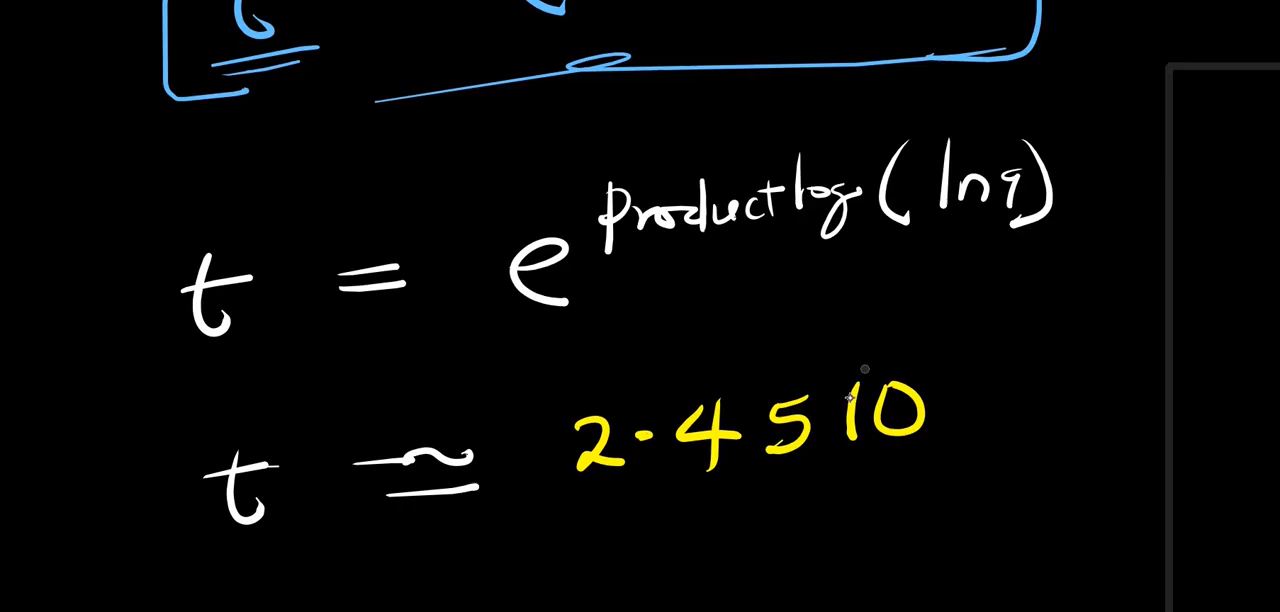 t = e^productlog(ln9)
t ≃ 2.4510